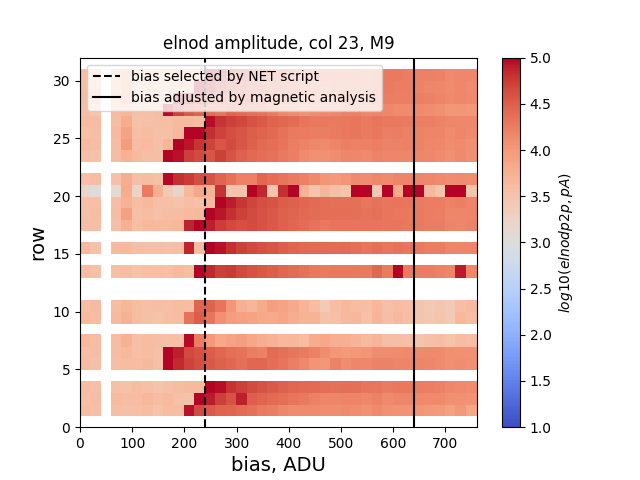 elnod amplitude, col 23, M9
bias selected by NET script
bias adjusted by magnetic analysis
30
25
20
15
10
5
0
row
0 100 200 300 400 500 600 700
bias, ADU
5.0
4.5
4.0
3.5
3.0
2.5
2.0
1.5
1.0
log10(elnodp2p, pA)